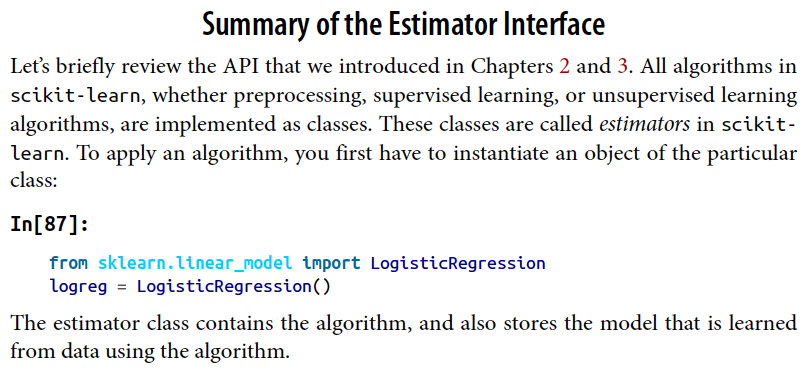 Summary of the Estimator Interface
Let’s briefly review the API that we introduced in Chapters 2 and 3. All algorithms in
scikit-learn, whether preprocessing, supervised learning, or unsupervised learning
algorithms, are implemented as classes. These classes are called estimators in scikit-
learn. To apply an algorithm, you first have to instantiate an object of the particular
class:
In[87]:
from sklearn.linear_model import LogisticRegression
logreg = LogisticRegression()
The estimator class contains the algorithm, and also stores the model that is learned
from data using the algorithm.